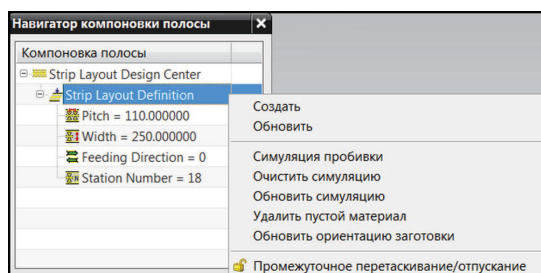 Навигатор компоновки полосы
Компоновка полосы
Strip Layout Design Center
Strip Layout Definition
Pitch = 110.000000
Width = 250.000000
Feeding Direction = 0
Station Number = 18
Создать
Обновить
Симуляция пробивки
Очистить симуляцию
Обновить симуляцию
Удалить пустой материал
Обновить ориентацию заготовки
Промежуточное перетаскивание/отпускание